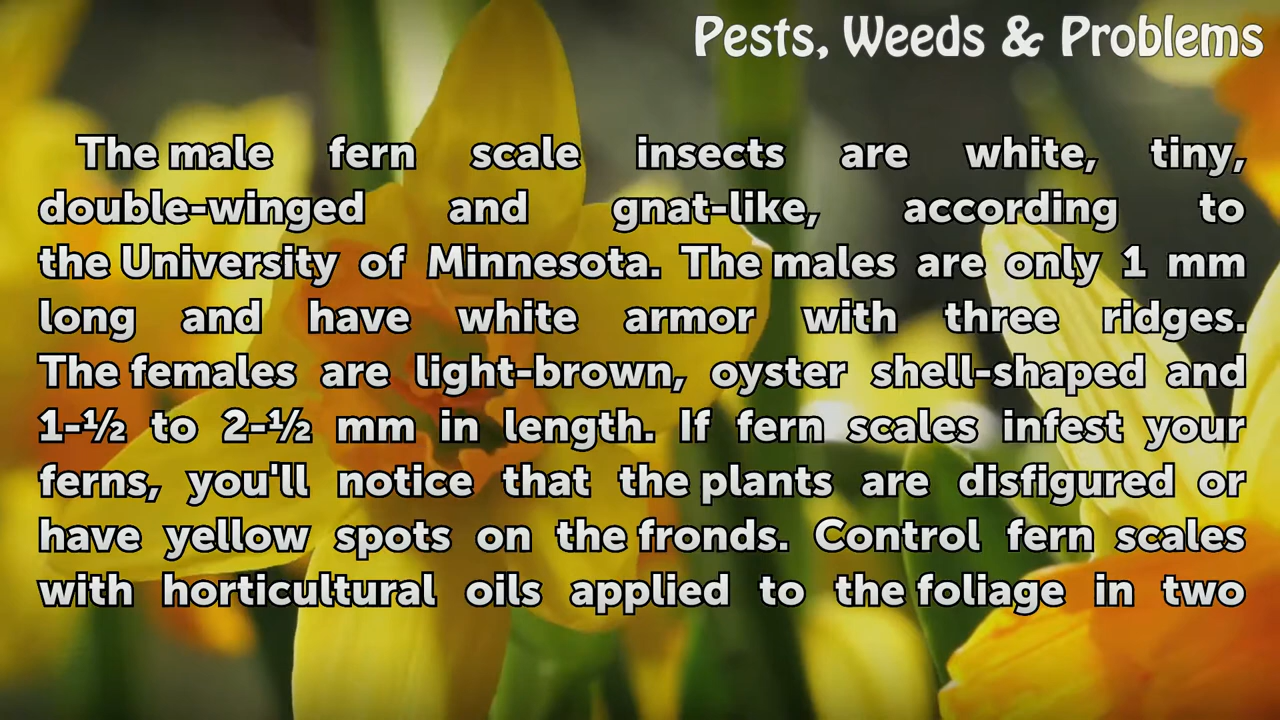 Pests, Weeds & Problems
The male fern scale insects are white, tiny,
double-winged and gnat-like, according to
the University of Minnesota. The males are only 1 mm
long and have white armor with three ridges.
The females are light-brown, oyster shell-shaped and
1-½ to 2-½ mm in length. If fern scales infest your
ferns, you'll notice that the plants are disfigured or
have yellow spots on the fronds. Control fern scales
with horticultural oils applied to the foliage in two